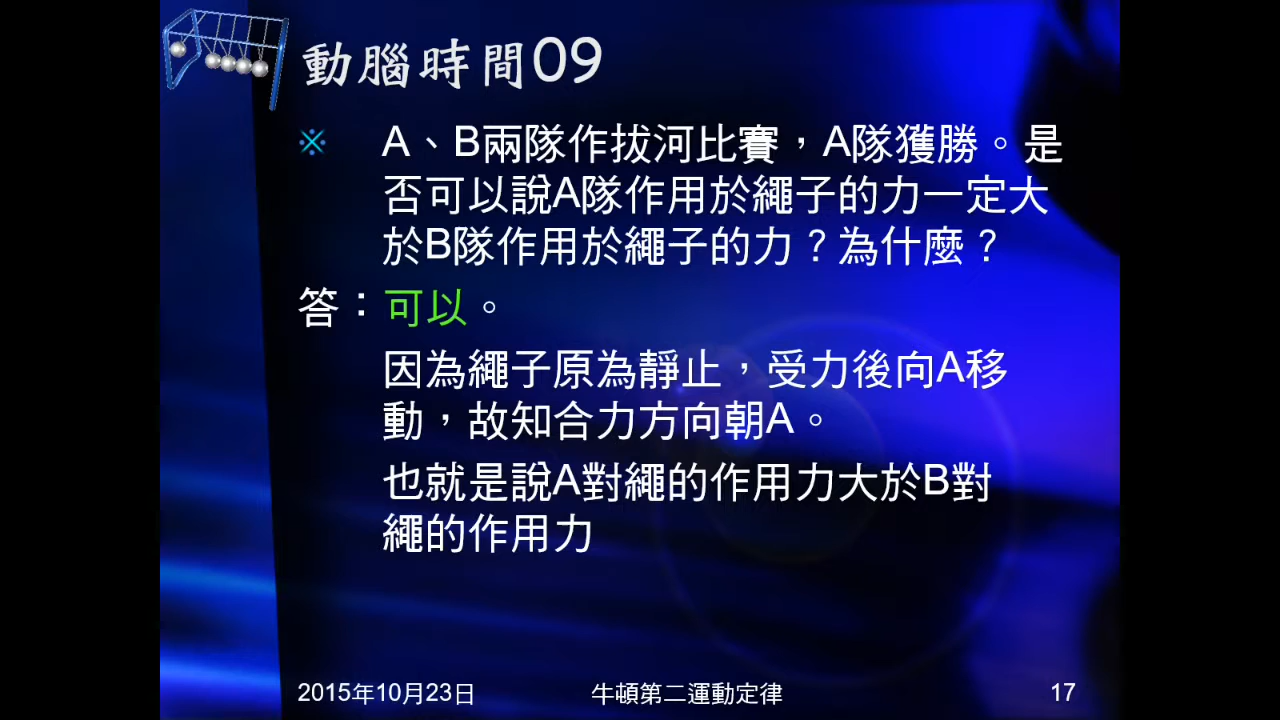 動腦時間09
※ A、B兩隊作拔河比賽，A隊獲勝。是
否可以說A隊作用於繩子的力一定大
於B隊作用於繩子的力？為什麼？
答：可以。
因為繩子原為靜止，受力後向A移
動，故知合力方向朝A。
也就是說A對繩的作用力大於B對
繩的作用力
2015年10月23日 牛頓第二運動定律 17